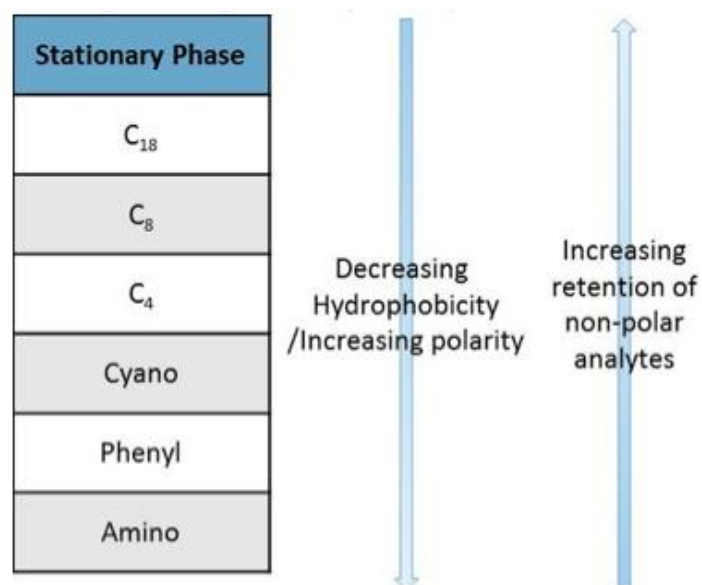 Stationary Phase
C₁₈
C₈
C₄
Cyano
Phenyl
Amino
Decreasing
Hydrophobicity
/Increasing polarity
Increasing
retention of
non-polar
analytes